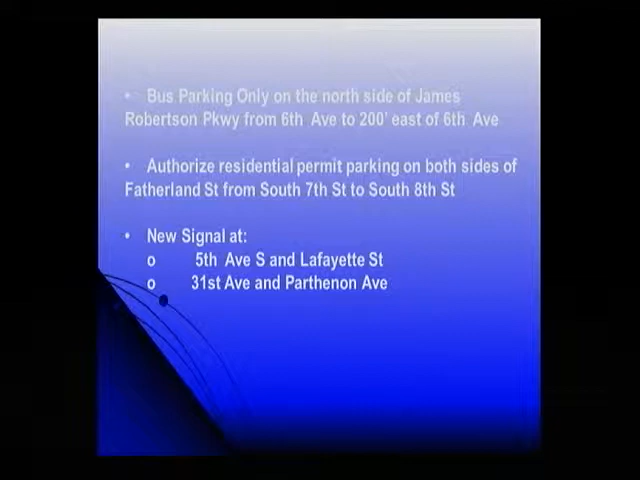 • Bus Parking Only on the north side of James
Robertson Pkwy from 6th Ave to 200' east of 6th Ave
• Authorize residential permit parking on both sides of
Fatherland St from South 7th St to South 8th St
• New Signal at:
o 5th Ave S and Lafayette St
o 31st Ave and Parthenon Ave